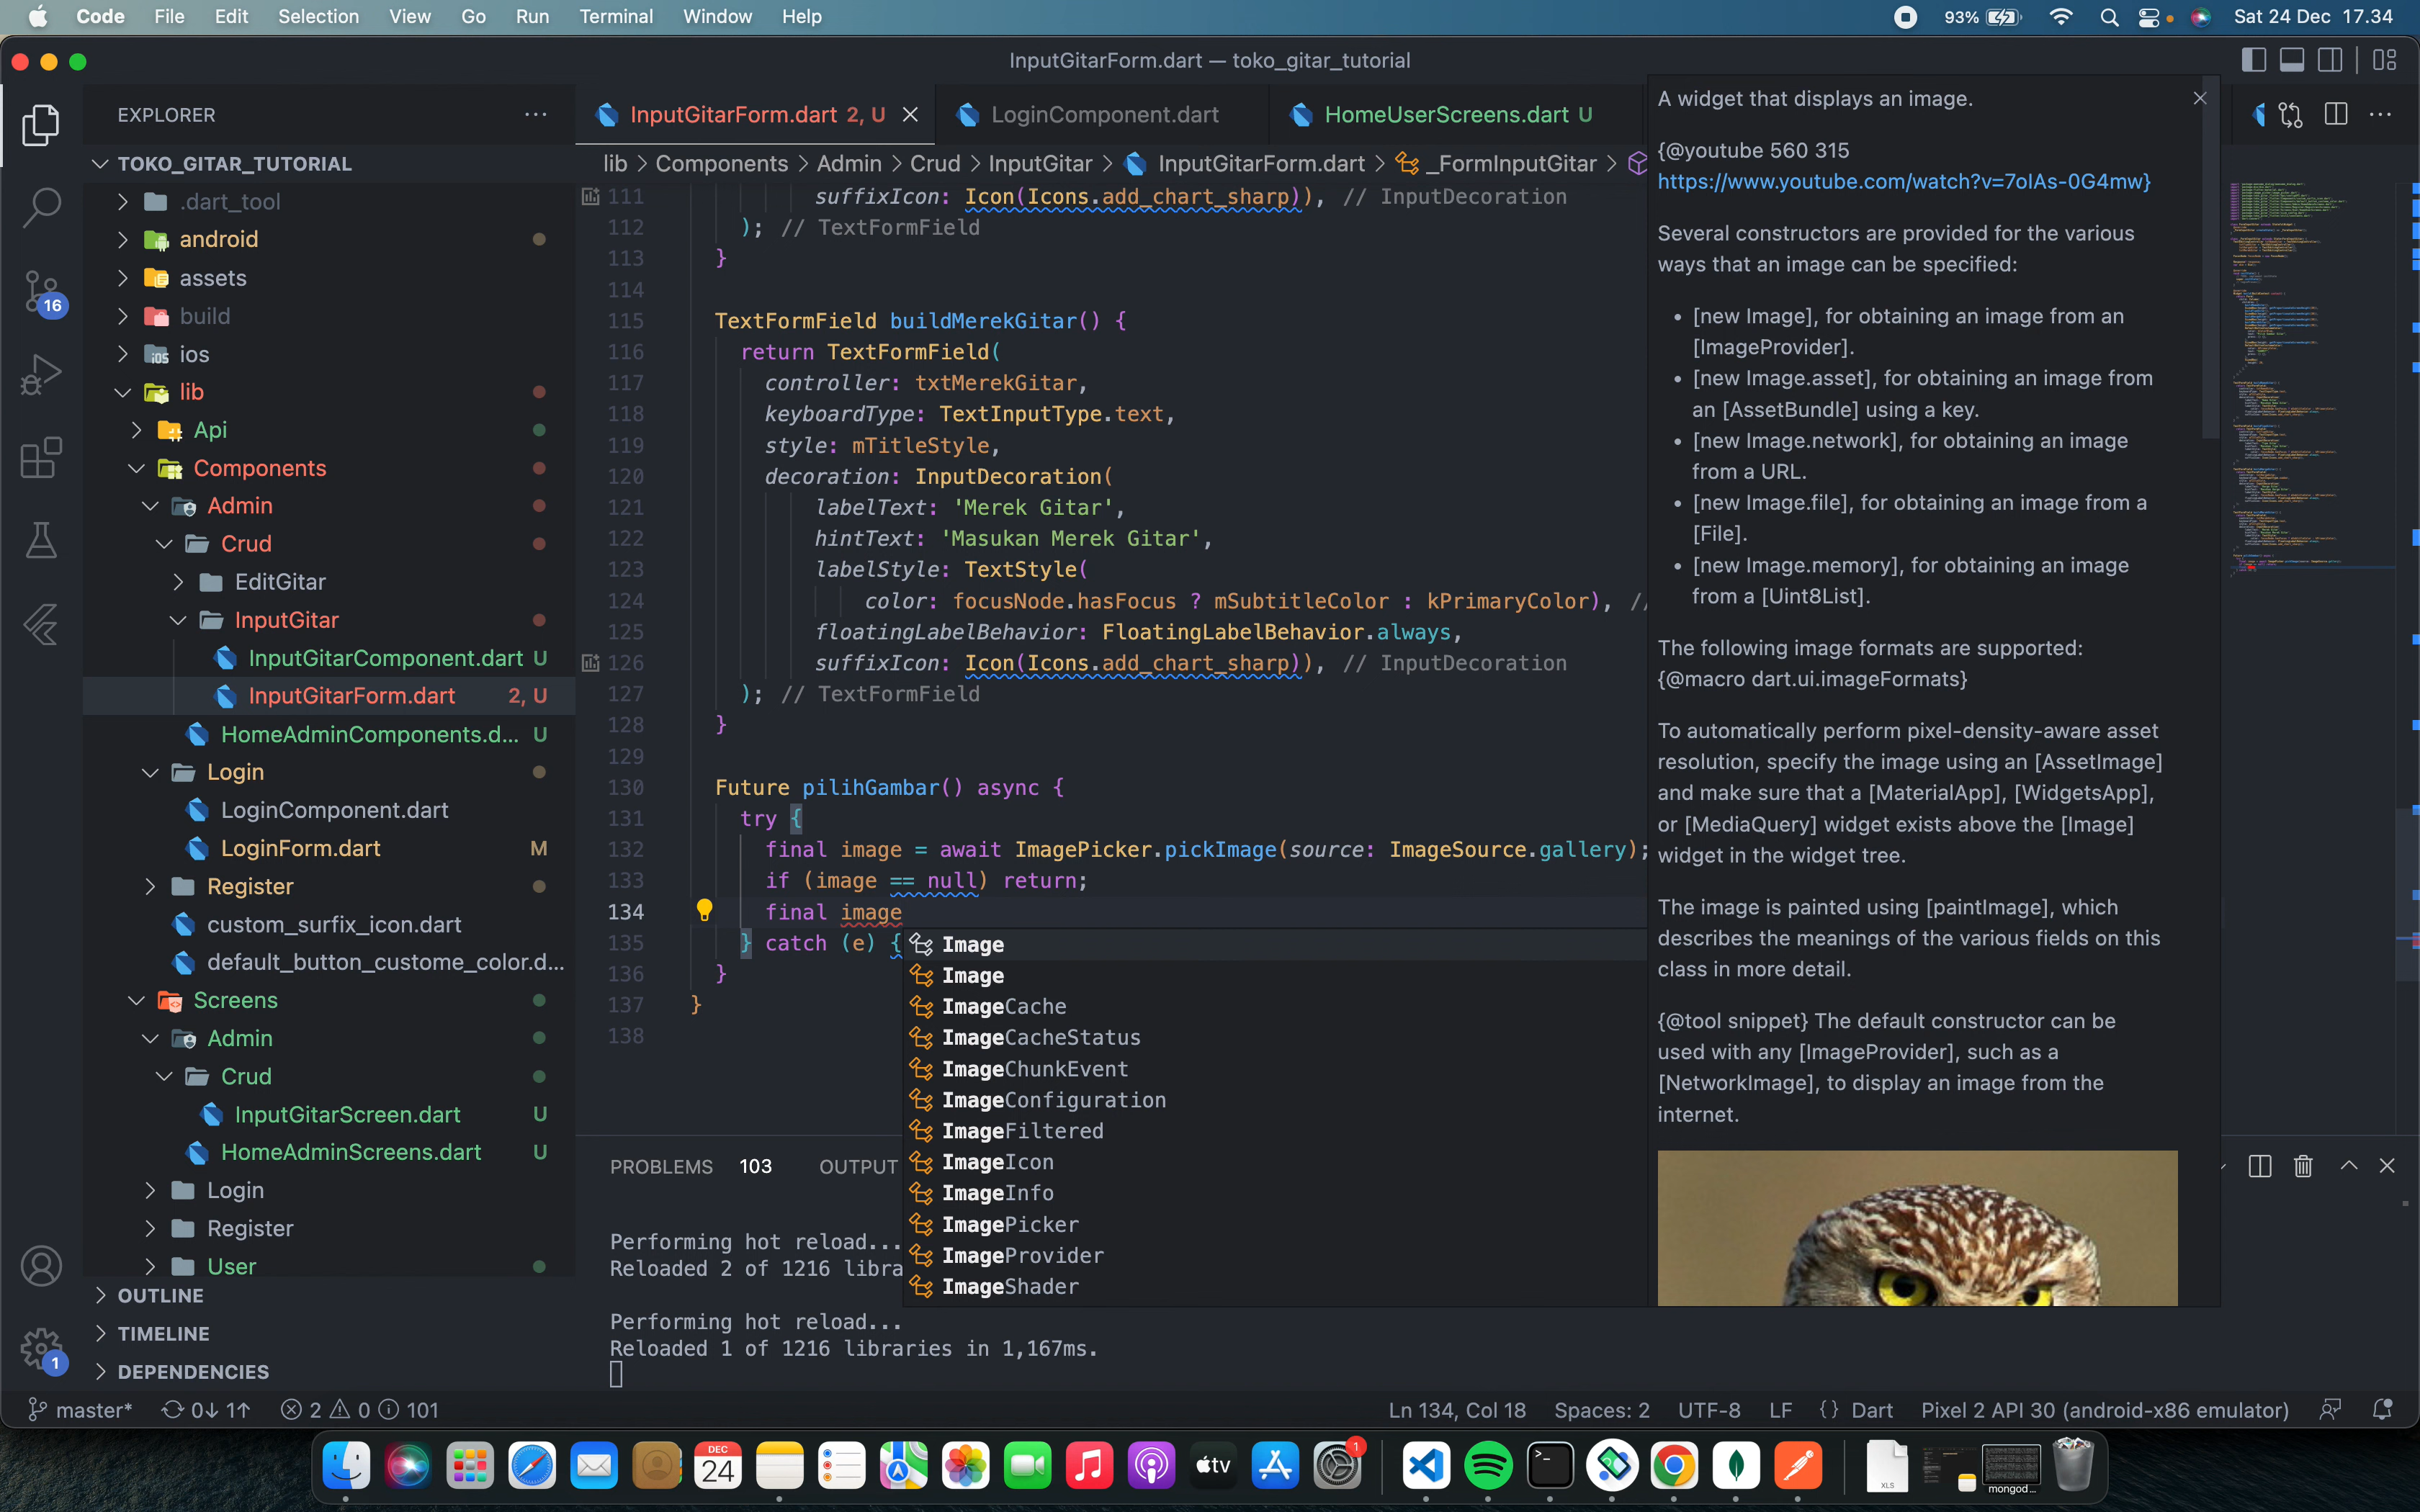 Code File Edit Selection View Go Run Terminal Window Help
93% Sat 24 Dec 17.34
InputGitarForm.dart — toko_gitar_tutorial
EXPLORER
TOKO_GITAR_TUTORIAL
.dart_tool
android
assets
build
ios
lib
Api
Components
Admin
Crud
EditGitar
InputGitar
InputGitarComponent.dart U
InputGitarForm.dart 2, U
HomeAdminComponents.d... U
Login
LoginComponent.dart
LoginForm.dart M
Register
custom_surfix_icon.dart
default_button_custome_color.d...
Screens
Admin
Crud
InputGitarScreen.dart U
HomeAdminScreens.dart U
Login
Register
User
OUTLINE
TIMELINE
DEPENDENCIES
16
1
InputGitarForm.dart 2, U
LoginComponent.dart
HomeUserScreens.dart U
lib > Components > Admin > Crud > InputGitar > InputGitarForm.dart > _FormInputGitar >
111 suffixIcon: Icon(Icons.add_chart_sharp)), // InputDecoration
112 ); // TextFormField
113 }
114
115 TextFormField buildMerekGitar() {
116 return TextFormField(
117 controller: txtMerekGitar,
118 keyboardType: TextInputType.text,
119 style: mTitleStyle,
120 decoration: InputDecoration(
121 labelText: 'Merek Gitar',
122 hintText: 'Masukan Merek Gitar',
123 labelStyle: TextStyle(
124 color: focusNode.hasFocus ? mSubtitleColor : kPrimaryColor), //
125 floatingLabelBehavior: FloatingLabelBehavior.always,
126 suffixIcon: Icon(Icons.add_chart_sharp)), // InputDecoration
127 ); // TextFormField
128 }
129
130 Future pilihGambar() async {
131 try {
132 final image = await ImagePicker.pickImage(source: ImageSource.gallery);
133 if (image == null) return;
134 final image
135 } catch (e) {
136 }
137 }
138
Image
Image
ImageCache
ImageCacheStatus
ImageChunkEvent
ImageConfiguration
ImageFiltered
ImageIcon
ImageInfo
ImagePicker
ImageProvider
ImageShader
A widget that displays an image.
{@youtube 560 315
https://www.youtube.com/watch?v=7oIAs-0G4mw}
Several constructors are provided for the various
ways that an image can be specified:
• [new Image], for obtaining an image from an
[ImageProvider].
• [new Image.asset], for obtaining an image from
an [AssetBundle] using a key.
• [new Image.network], for obtaining an image
from a URL.
• [new Image.file], for obtaining an image from a
[File].
• [new Image.memory], for obtaining an image
from a [Uint8List].
The following image formats are supported:
{@macro dart.ui.imageFormats}
To automatically perform pixel-density-aware asset
resolution, specify the image using an [AssetImage]
and make sure that a [MaterialApp], [WidgetsApp],
or [MediaQuery] widget exists above the [Image]
widget in the widget tree.
The image is painted using [paintImage], which
describes the meanings of the various fields on this
class in more detail.
{@tool snippet} The default constructor can be
used with any [ImageProvider], such as a
[NetworkImage], to display an image from the
internet.
PROBLEMS 103 OUTPUT
Performing hot reload...
Reloaded 2 of 1216 libra
Performing hot reload...
Reloaded 1 of 1216 libraries in 1,167ms.
master* 0↓ 1↑ 2 0 101
Ln 134, Col 18 Spaces: 2 UTF-8 LF {} Dart Pixel 2 API 30 (android-x86 emulator)
DEC
24
tv
1
XLS
mongod ...